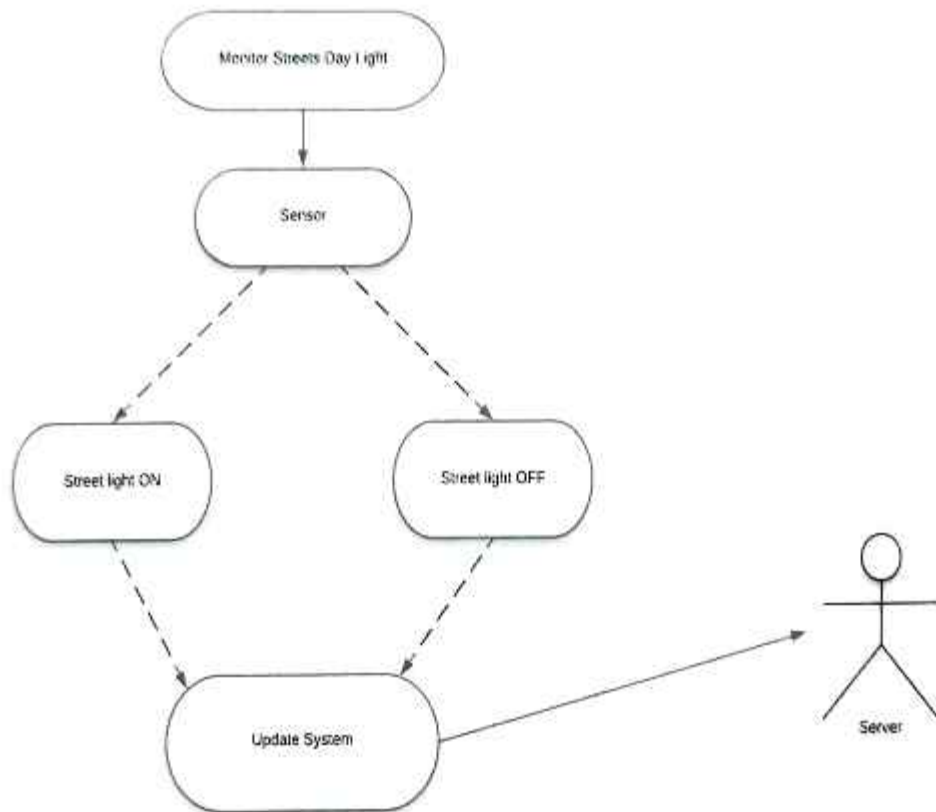 Monitor Streets Day Light
Sensor
Street light ON
Street light OFF
Update System
Server